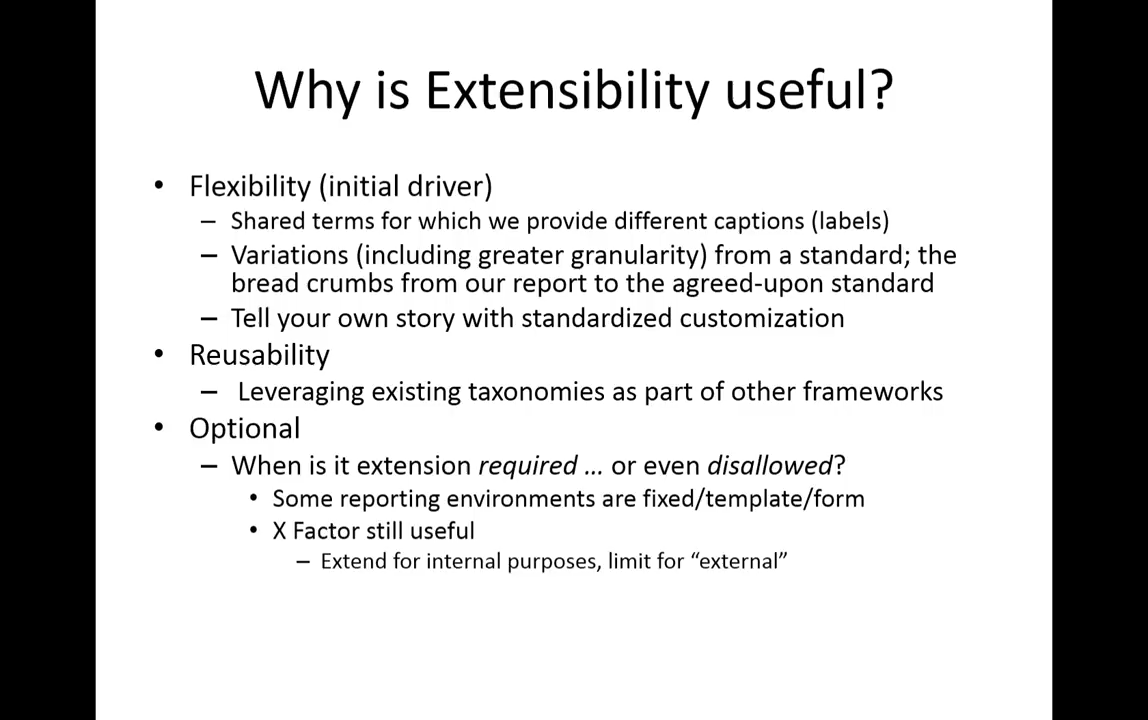 Why is Extensibility useful?
• Flexibility (initial driver)
– Shared terms for which we provide different captions (labels)
– Variations (including greater granularity) from a standard; the
bread crumbs from our report to the agreed-upon standard
– Tell your own story with standardized customization
• Reusability
– Leveraging existing taxonomies as part of other frameworks
• Optional
– When is it extension required ... or even disallowed?
• Some reporting environments are fixed/template/form
• X Factor still useful
– Extend for internal purposes, limit for “external”